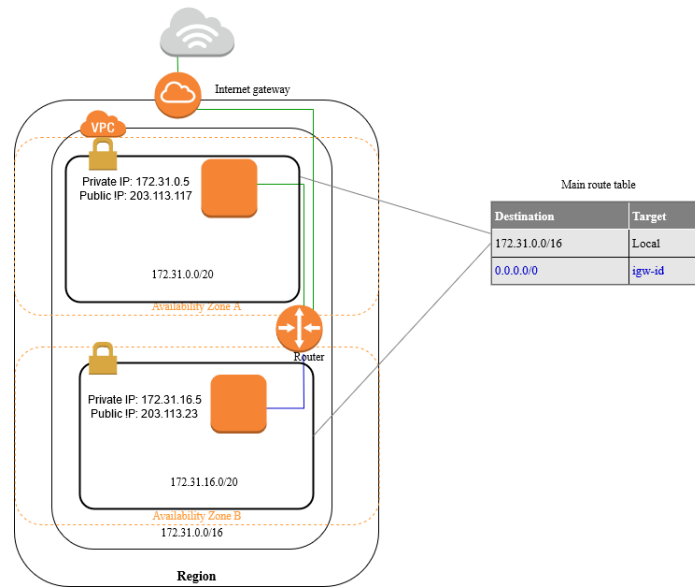 Internet gateway
VPC
Private IP: 172.31.0.5
Public !P: 203.113.117
172.31.0.0/20
Availability Zone A
Router
Private IP: 172.31.16.5
Public !P: 203.113.23
172.31.16.0/20
Availability Zone B
172.31.0.0/16
Region
Main route table
Destination Target
172.31.0.0/16 Local
0.0.0.0/0 igw-id